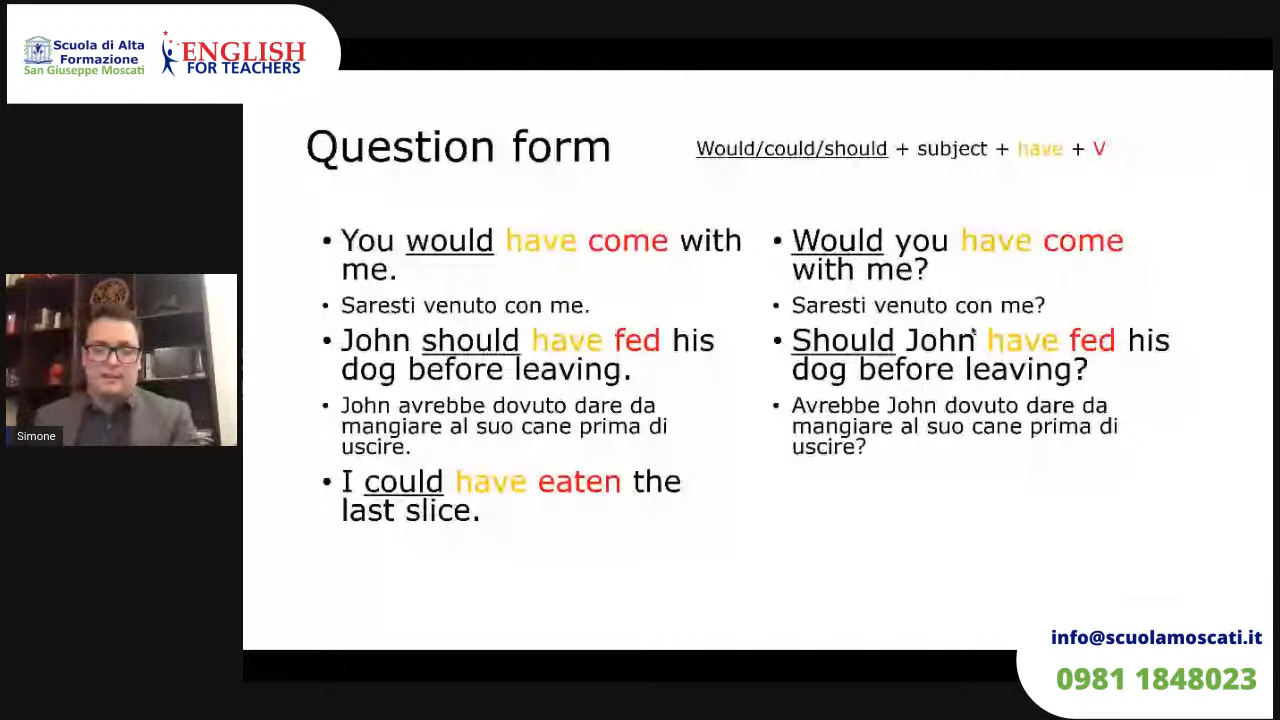 Scuola di Alta
Formazione
San Giuseppe Moscati
ENGLISH
FOR TEACHERS
Question form
Would/could/should + subject + have + V
• You would have come with
me.
• Saresti venuto con me.
• John should have fed his
dog before leaving.
• John avrebbe dovuto dare da
mangiare al suo cane prima di
uscire.
• I could have eaten the
last slice.
• Would you have come
with me?
• Saresti venuto con me?
• Should John have fed his
dog before leaving?
• Avrebbe John dovuto dare da
mangiare al suo cane prima di
uscire?
Simone
info@scuolamoscati.it
0981 1848023